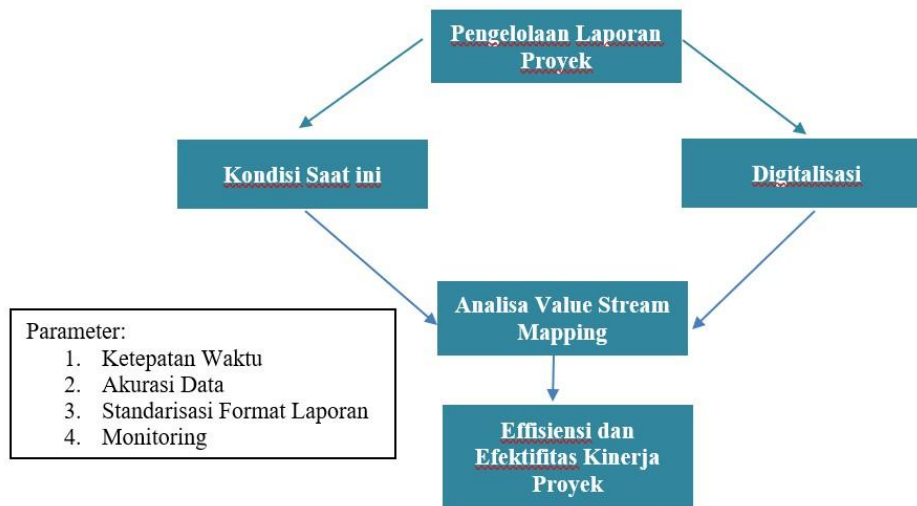 Pengelolaan Laporan
Proyek
Kondisi Saat ini
Digitalisasi
Analisa Value Stream
Mapping
Parameter:
1. Ketepatan Waktu
2. Akurasi Data
3. Standarisasi Format Laporan
4. Monitoring
Effisiensi dan
Efektifitas Kinerja
Proyek